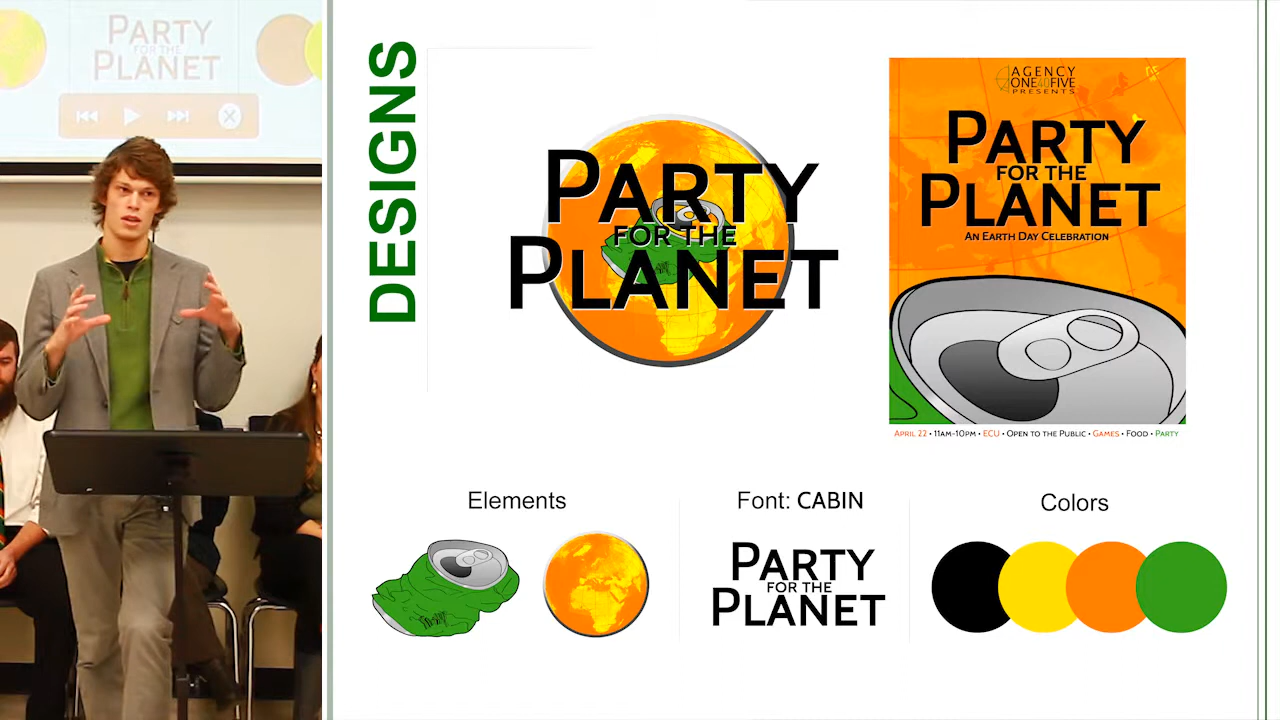 PARTY
FOR THE
PLANET
DESIGNS
PARTY
FOR THE
PLANET
AGENCY
ONE40FIVE
PRESENTS
PARTY
FOR THE
PLANET
AN EARTH DAY CELEBRATION
APRIL 22 • 11AM-10PM • ECU • OPEN TO THE PUBLIC • GAMES • FOOD • PARTY
Elements
Font: CABIN
PARTY
FOR THE
PLANET
Colors